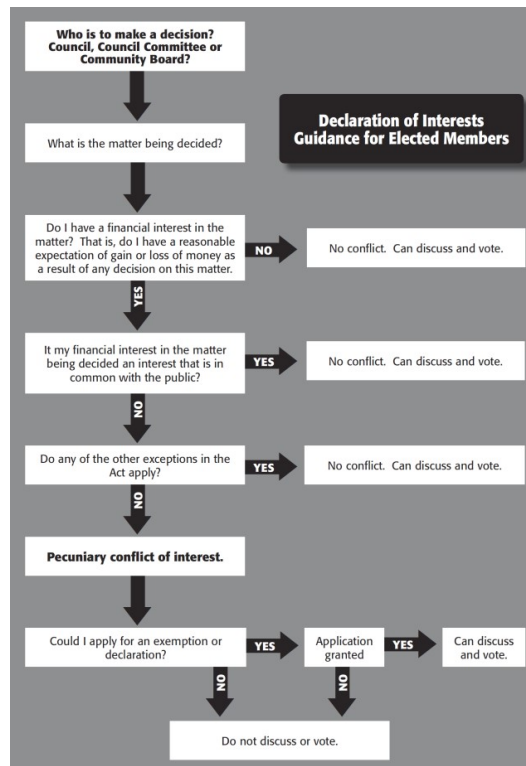 Who is to make a decision?
Council, Council Committee or
Community Board?
Declaration of Interests
Guidance for Elected Members
What is the matter being decided?
Do I have a financial interest in the
matter? That is, do I have a reasonable
expectation of gain or loss of money as
a result of any decision on this matter.
NO
No conflict. Can discuss and vote.
YES
It my financial interest in the matter
being decided an interest that is in
common with the public?
YES
No conflict. Can discuss and vote.
NO
Do any of the other exceptions in the
Act apply?
YES
No conflict. Can discuss and vote.
NO
Pecuniary conflict of interest.
Could I apply for an exemption or
declaration?
YES
Application
granted
YES
Can discuss
and vote.
NO
NO
Do not discuss or vote.